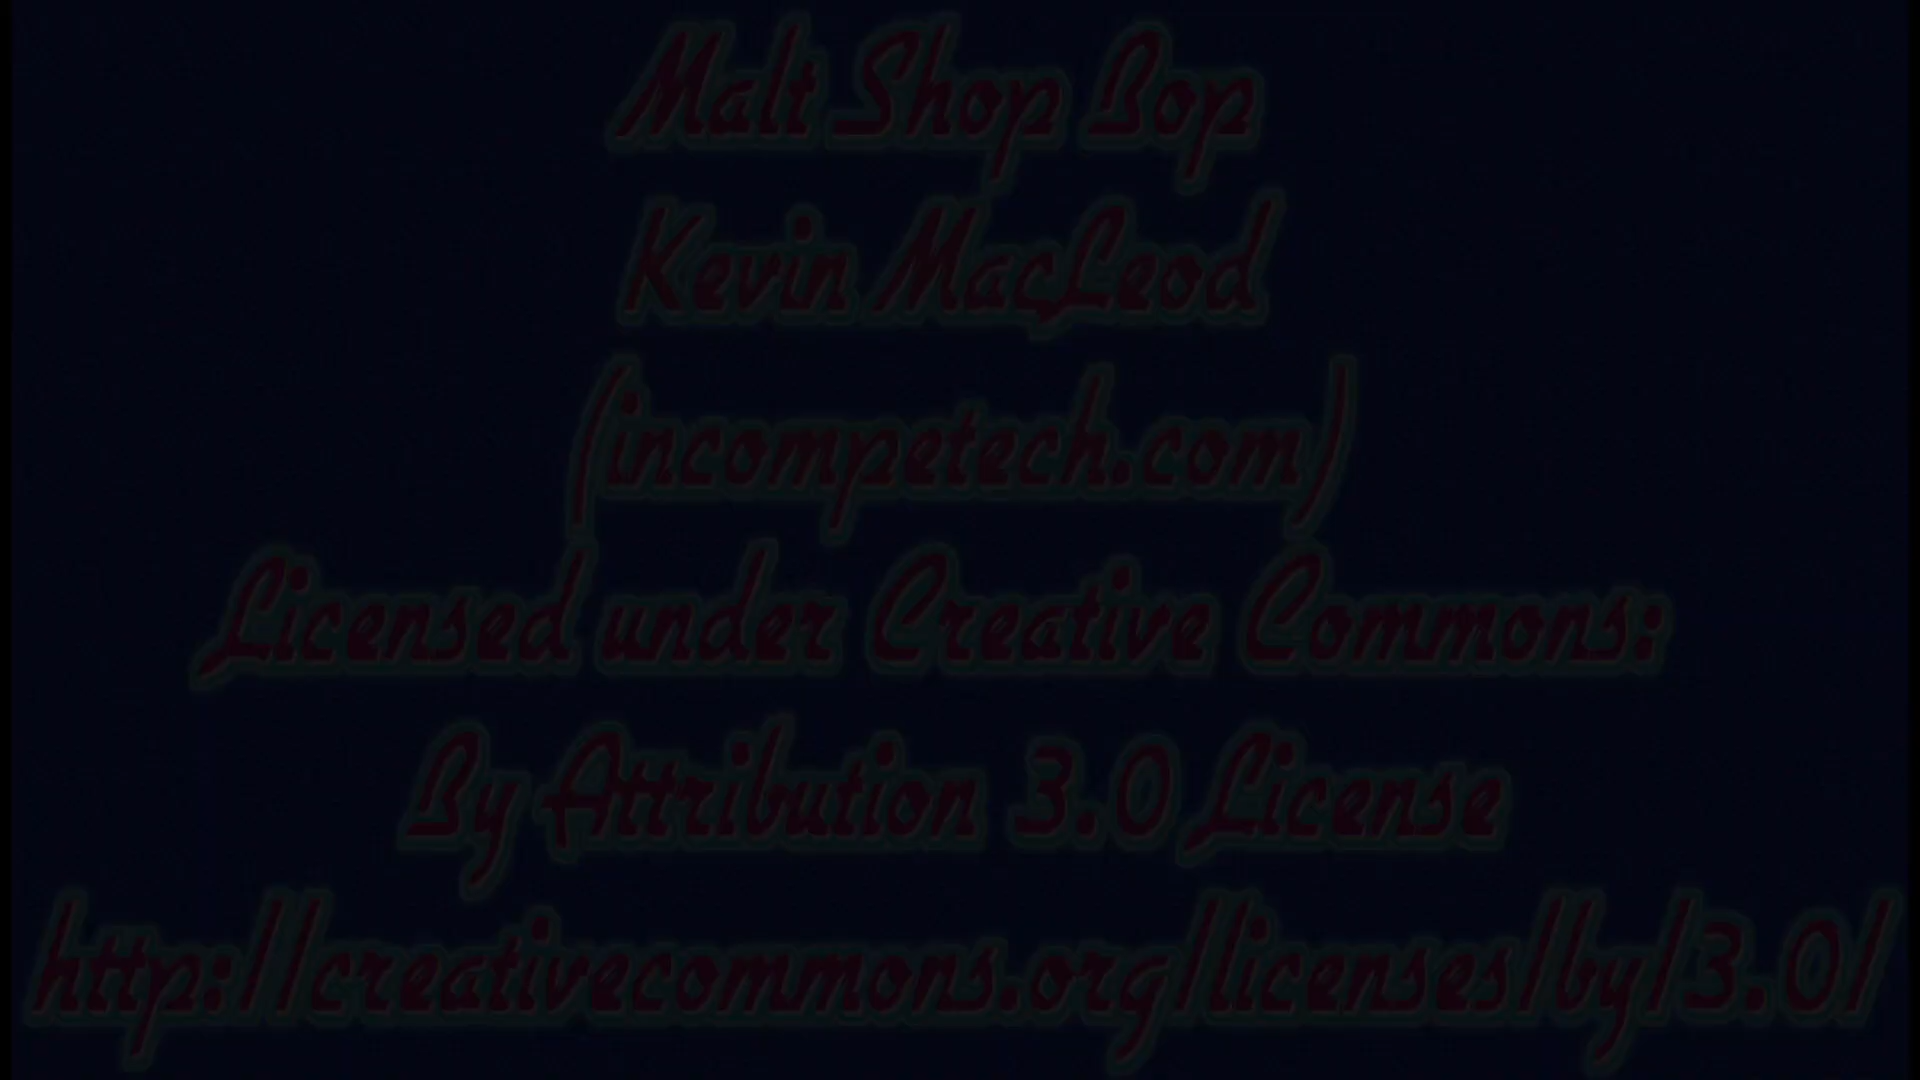 Malt Shop Bop
Kevin MacLeod
(incompetech.com)
Licensed under Creative Commons:
By Attribution 3.0 License
http://creativecommons.org/licenses/by/3.0/